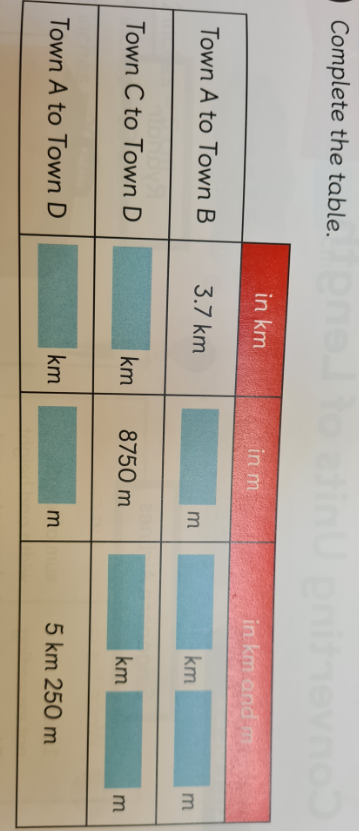 Complete the table.
in km in m in km and m
Town A to Town B 3.7 km m km m
Town C to Town D km 8750 m km m
Town A to Town D km m 5 km 250 m